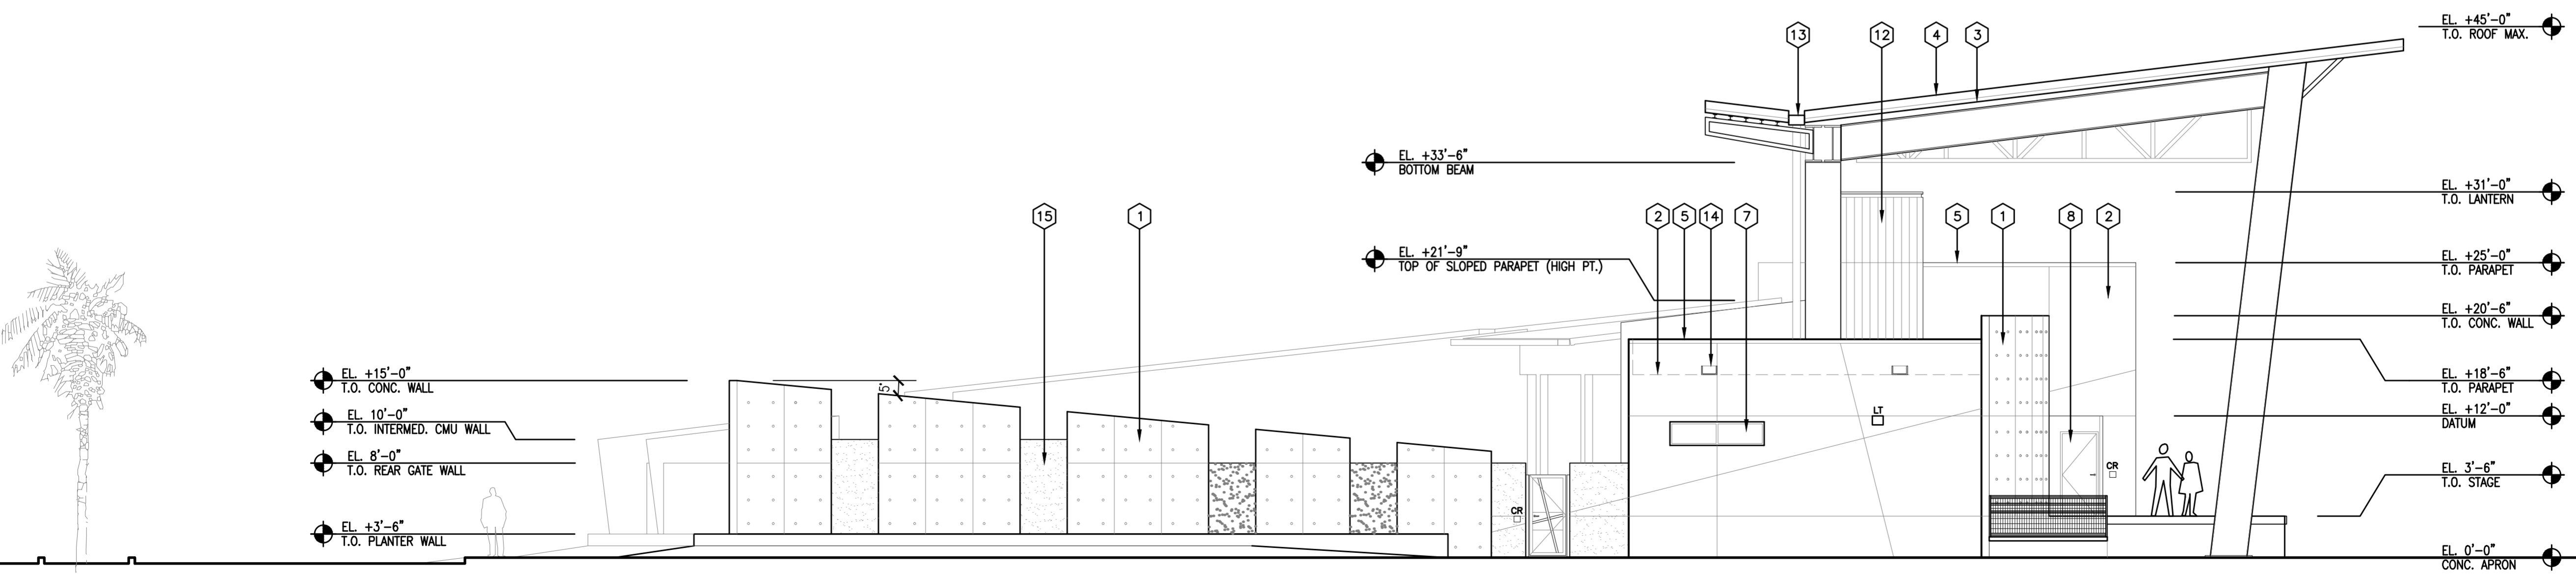 13
12
4
3
EL. +45'-0"
T.O. ROOF MAX.
EL. +33'-6"
BOTTOM BEAM
EL. +31'-0"
T.O. LANTERN
15
1
2
5
14
7
5
1
8
2
EL. +21'-9"
TOP OF SLOPED PARAPET (HIGH PT.)
EL. +25'-0"
T.O. PARAPET
EL. +20'-6"
T.O. CONC. WALL
EL. +15'-0"
T.O. CONC. WALL
5'
EL. +18'-6"
T.O. PARAPET
EL. 10'-0"
T.O. INTERMED. CMU WALL
LT
EL. +12'-0"
DATUM
EL. 8'-0"
T.O. REAR GATE WALL
CR
EL. 3'-6"
T.O. STAGE
CR
EL. +3'-6"
T.O. PLANTER WALL
EL. 0'-0"
CONC. APRON